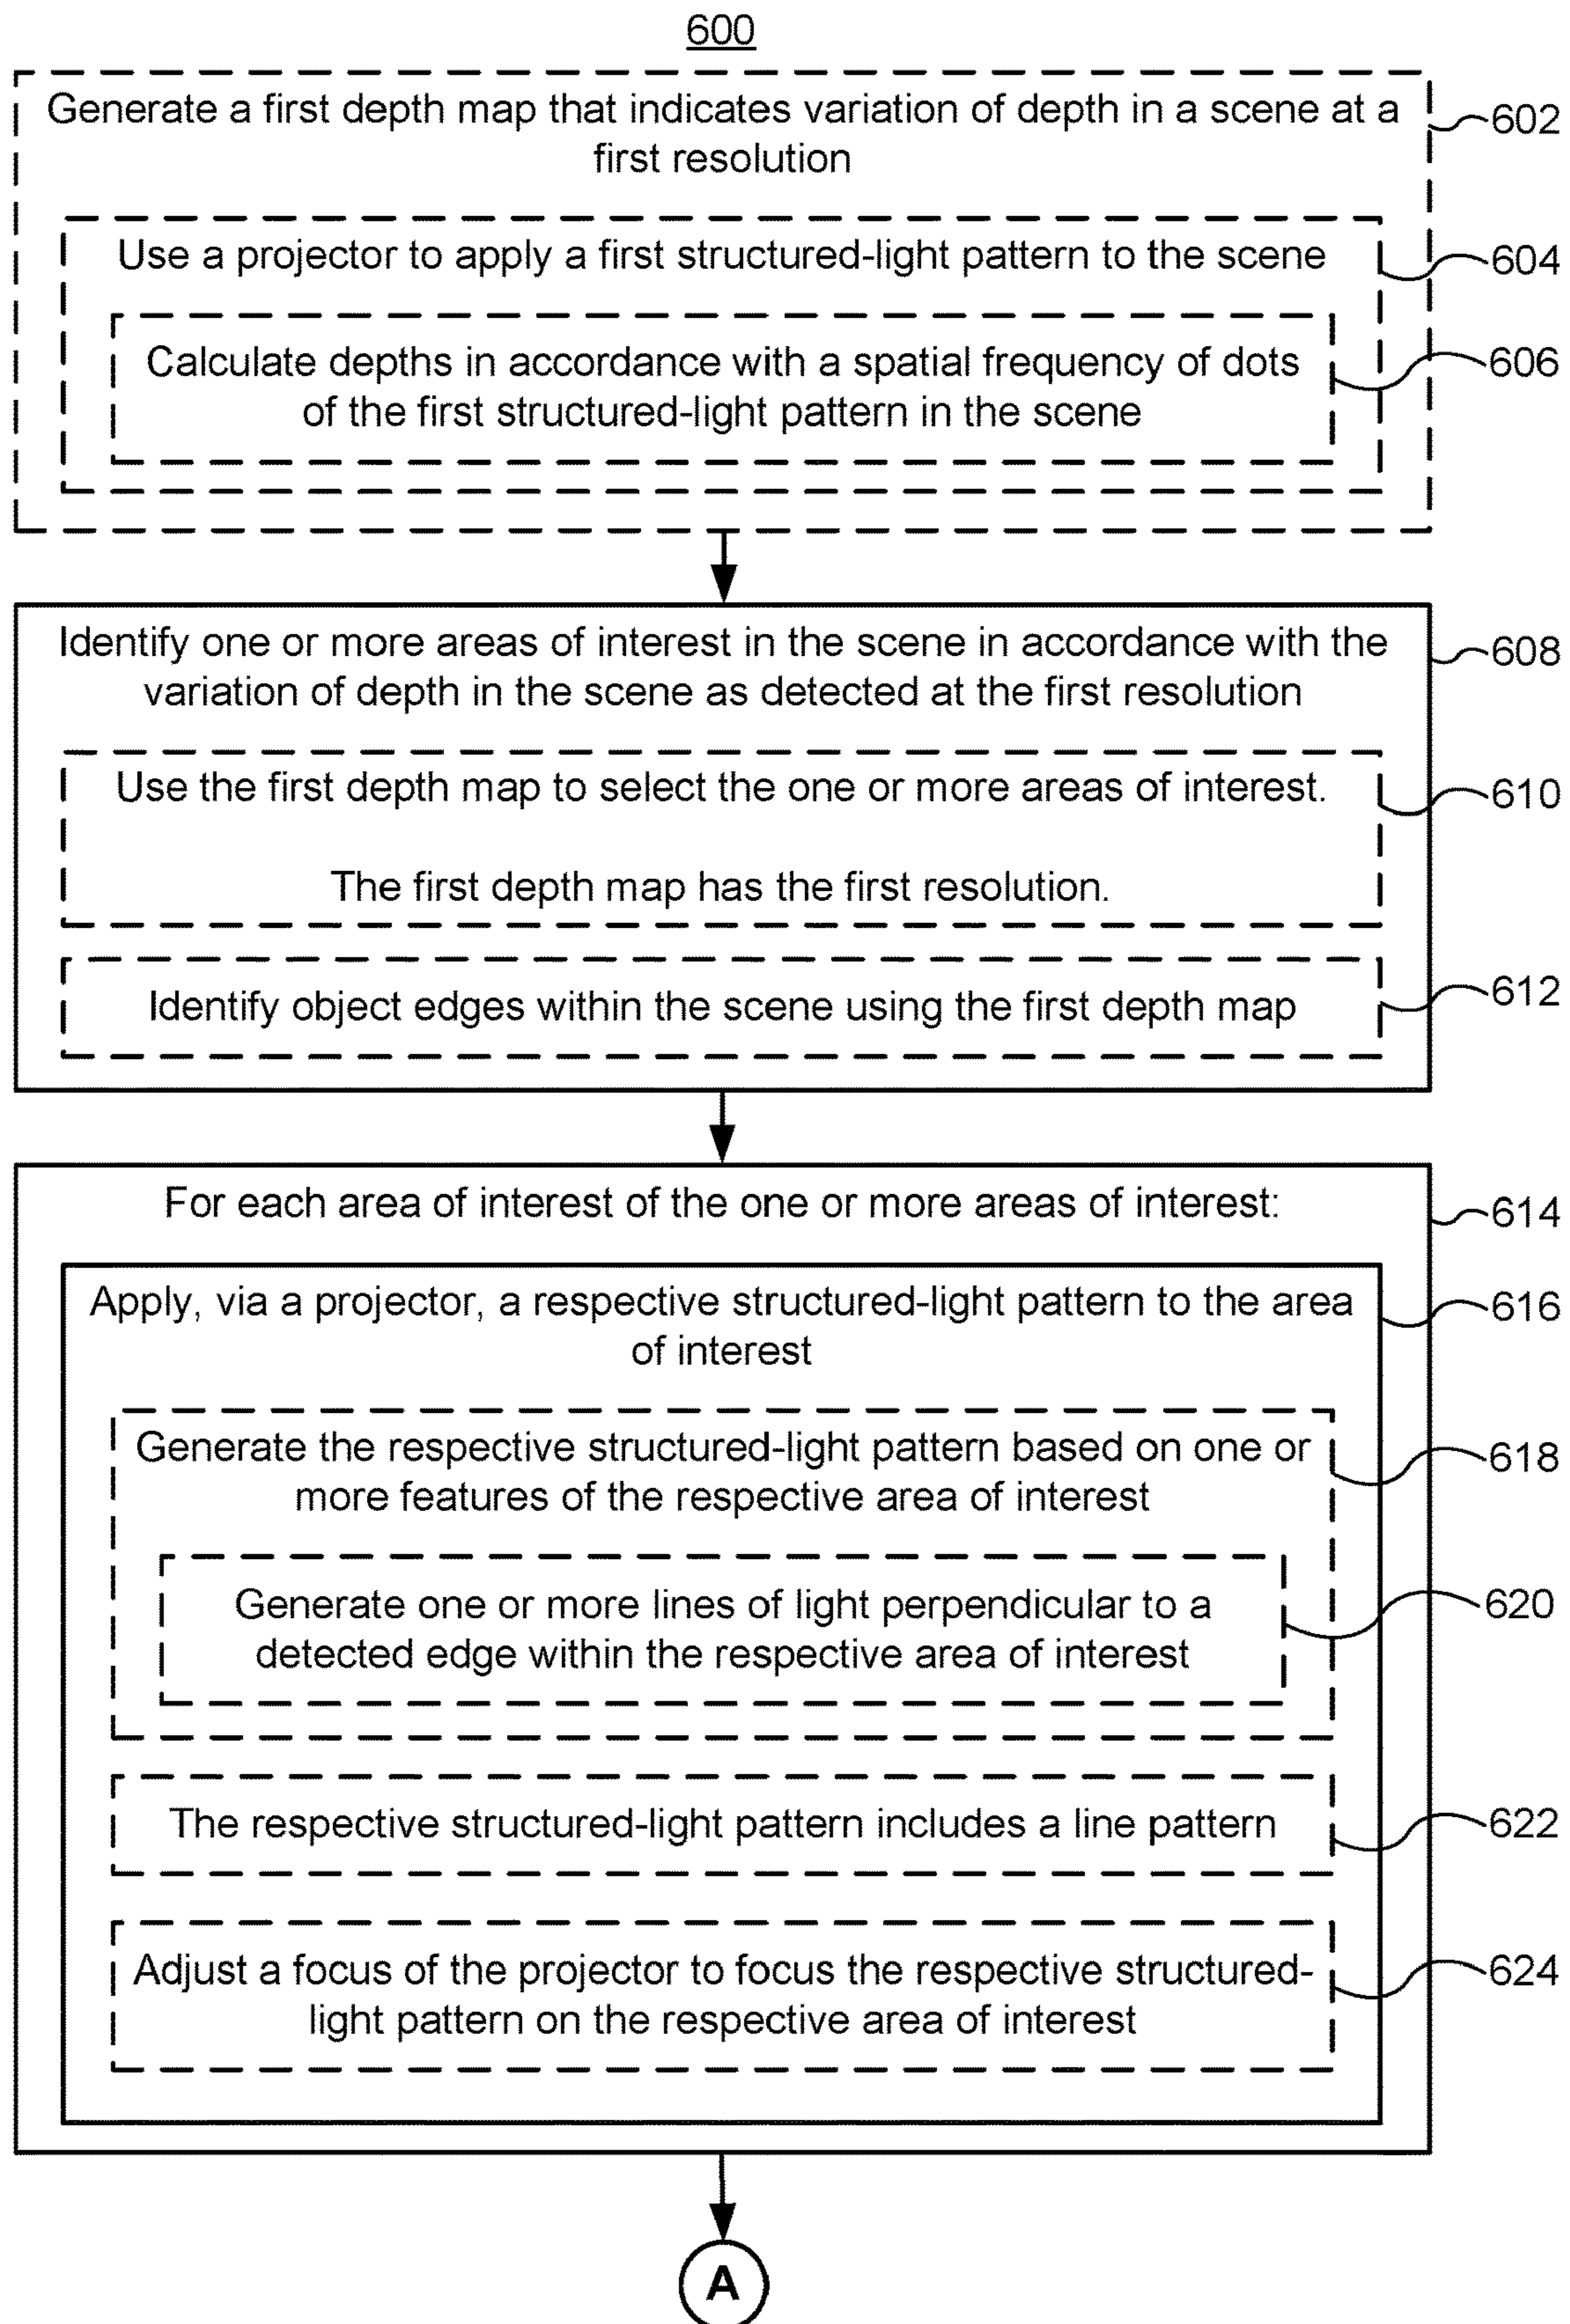 600
Generate a first depth map that indicates variation of depth in a scene at a
first resolution
602
Use a projector to apply a first structured-light pattern to the scene
604
Calculate depths in accordance with a spatial frequency of dots
of the first structured-light pattern in the scene
606
Identify one or more areas of interest in the scene in accordance with the
variation of depth in the scene as detected at the first resolution
608
Use the first depth map to select the one or more areas of interest.
The first depth map has the first resolution.
610
Identify object edges within the scene using the first depth map
612
For each area of interest of the one or more areas of interest:
614
Apply, via a projector, a respective structured-light pattern to the area
of interest
616
Generate the respective structured-light pattern based on one or
more features of the respective area of interest
618
Generate one or more lines of light perpendicular to a
detected edge within the respective area of interest
620
The respective structured-light pattern includes a line pattern
622
Adjust a focus of the projector to focus the respective structured-
light pattern on the respective area of interest
624
A